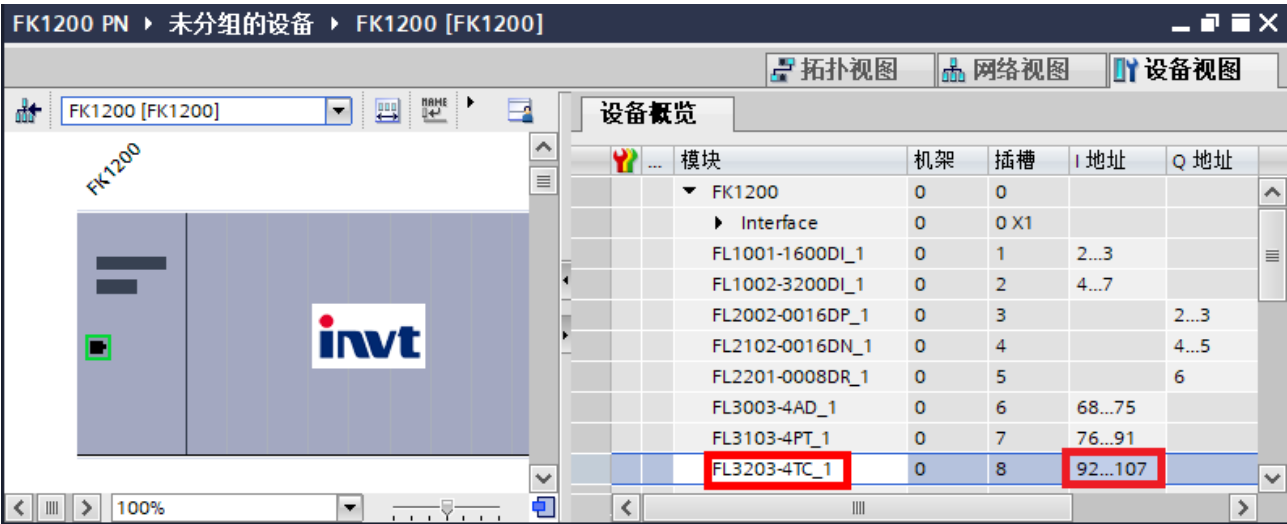 FK1200 PN ▸ 未分组的设备 ▸ FK1200 [FK1200]
拓扑视图 网络视图 设备视图
FK1200 [FK1200]
设备概览
FK1200
invt
... 模块 机架 插槽 I 地址 Q 地址
FK1200 0 0
Interface 0 0 X1
FL1001-1600DI_1 0 1 2...3
FL1002-3200DI_1 0 2 4...7
FL2002-0016DP_1 0 3 2...3
FL2102-0016DN_1 0 4 4...5
FL2201-0008DR_1 0 5 6
FL3003-4AD_1 0 6 68...75
FL3103-4PT_1 0 7 76...91
FL3203-4TC_1 0 8 92...107
100%